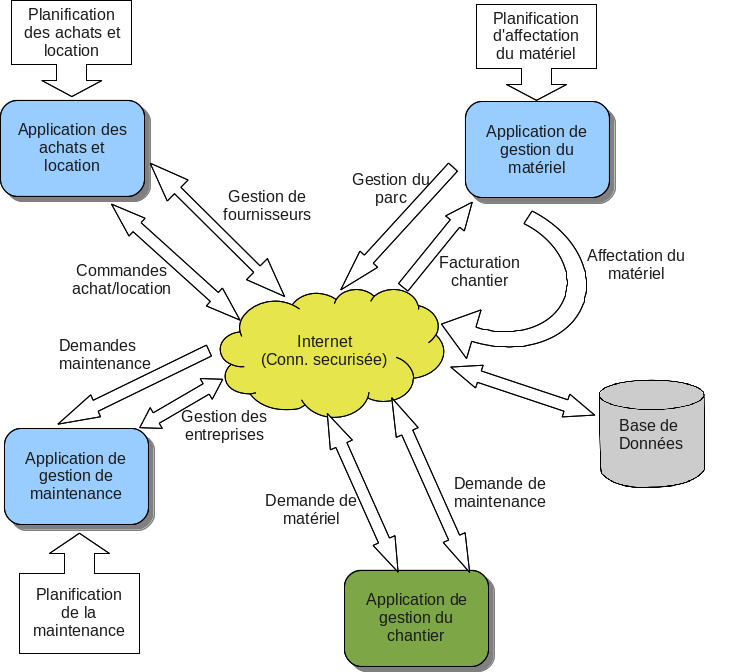 Planification
des achats et
location
Planification
d'affectation
du matériel
Application des
achats et
location
Application de
gestion du
matériel
Gestion de
fournisseurs
Gestion du
parc
Commandes
achat/location
Facturation
chantier
Affectation du
matériel
Internet
(Conn. securisée)
Demandes
maintenance
Gestion des
entreprises
Base de
Données
Application de
gestion de
maintenance
Demande de
matériel
Demande de
maintenance
Planification
de la
maintenance
Application de
gestion du
chantier